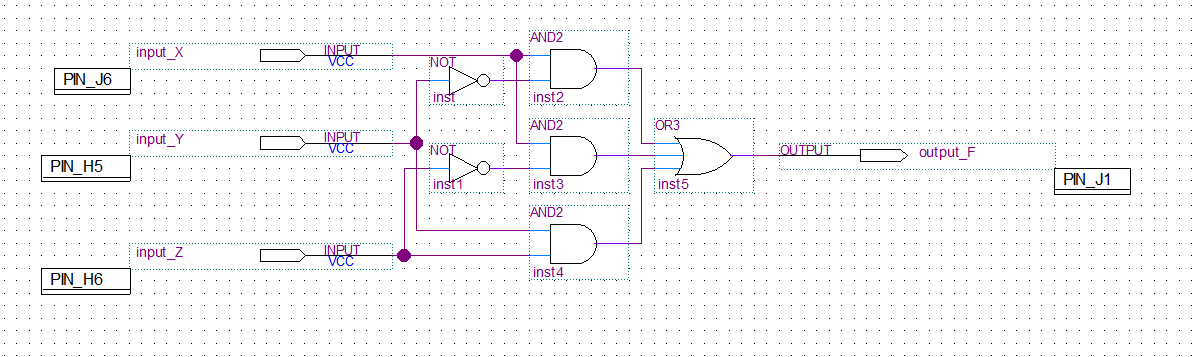 input_X
INPUT
VCC
PIN_J6
NOT
inst
AND2
inst2
input_Y
INPUT
VCC
PIN_H5
NOT
inst1
AND2
inst3
OR3
inst5
OUTPUT
output_F
PIN_J1
AND2
inst4
input_Z
INPUT
VCC
PIN_H6